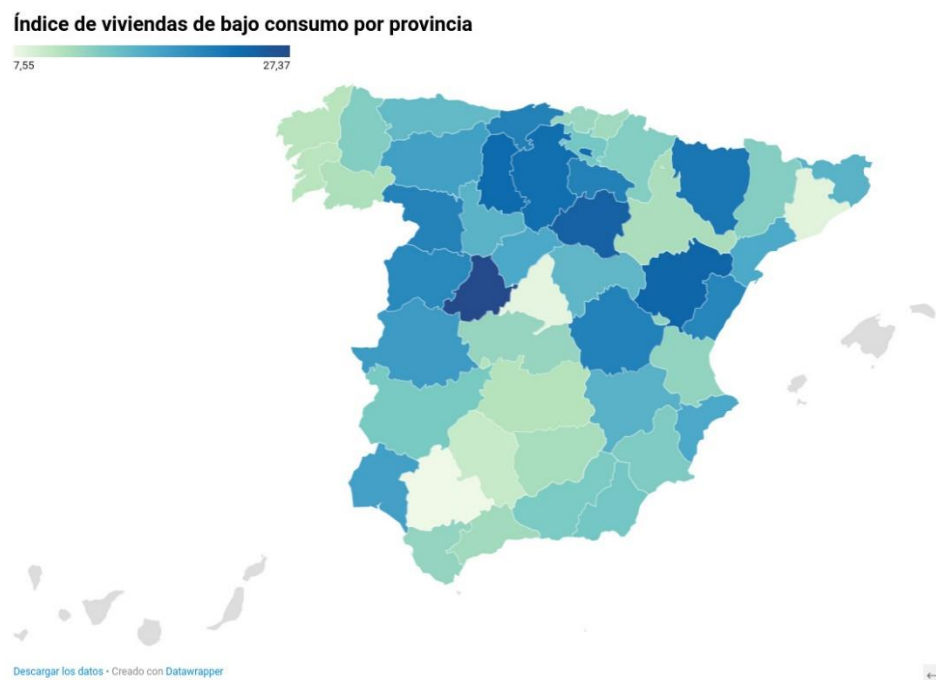 Índice de viviendas de bajo consumo por provincia
7,55 27,37
Descargar los datos • Creado con Datawrapper